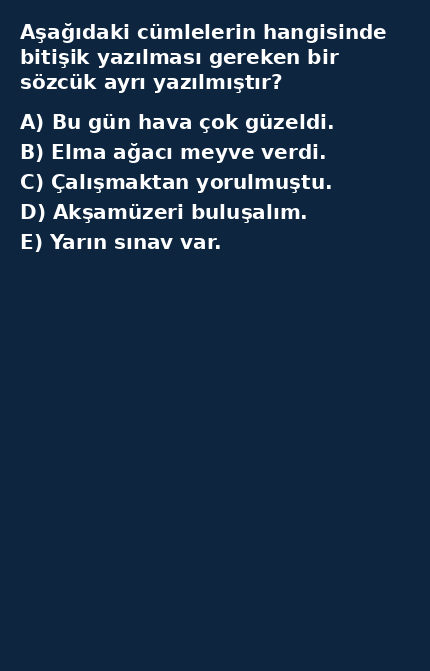 Aşağıdaki cümlelerin hangisinde
bitişik yazılması gereken bir
sözcük ayrı yazılmıştır?
A) Bu gün hava çok güzeldi.
B) Elma ağacı meyve verdi.
C) Çalışmaktan yorulmuştu.
D) Akşamüzeri buluşalım.
E) Yarın sınav var.